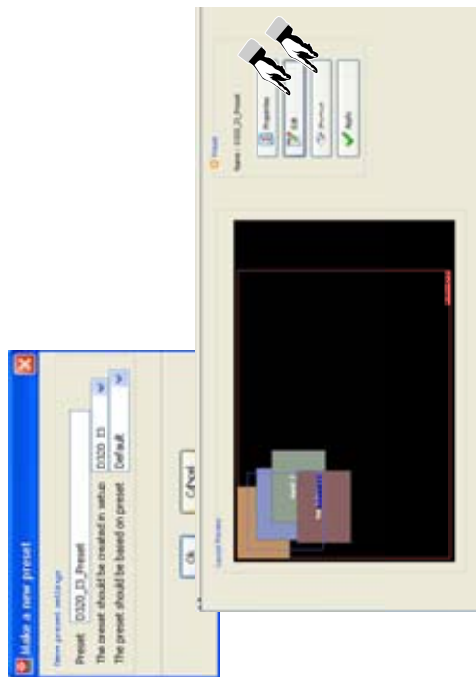 Make a new preset
New preset settings
Preset D320_I3_Preset
The preset should be created in setup D320_I3
The preset should be based on preset Default
Ok Cancel
Layout Preview
Preset
Name : D320_I3_Preset
Properties
Edit
Apply